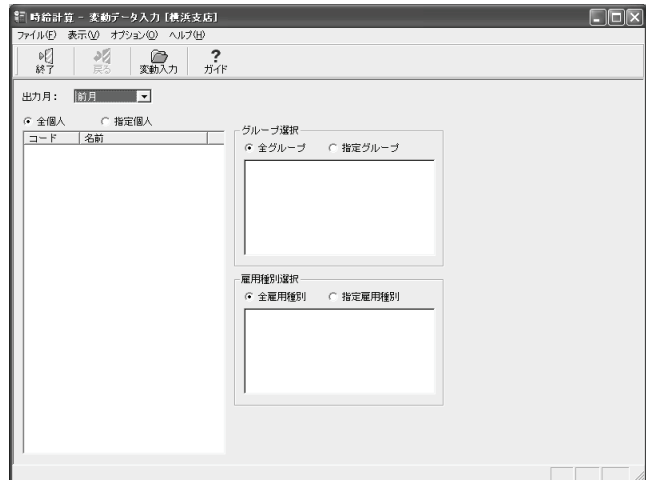 時給計算 - 変動データ入力 [横浜支店]
ファイル(F) 表示(V) オプション(O) ヘルプ(H)
終了 戻る 変動入力 ガイド
出力月: 前月
全個人 指定個人
コード 名前
グループ選択
全グループ 指定グループ
雇用種別選択
全雇用種別 指定雇用種別